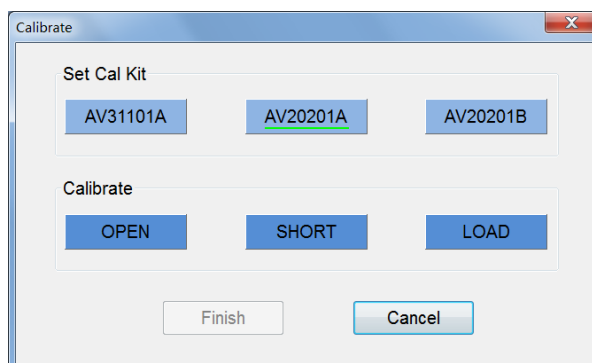 Calibrate
Set Cal Kit
AV31101A AV20201A AV20201B
Calibrate
OPEN SHORT LOAD
Finish Cancel